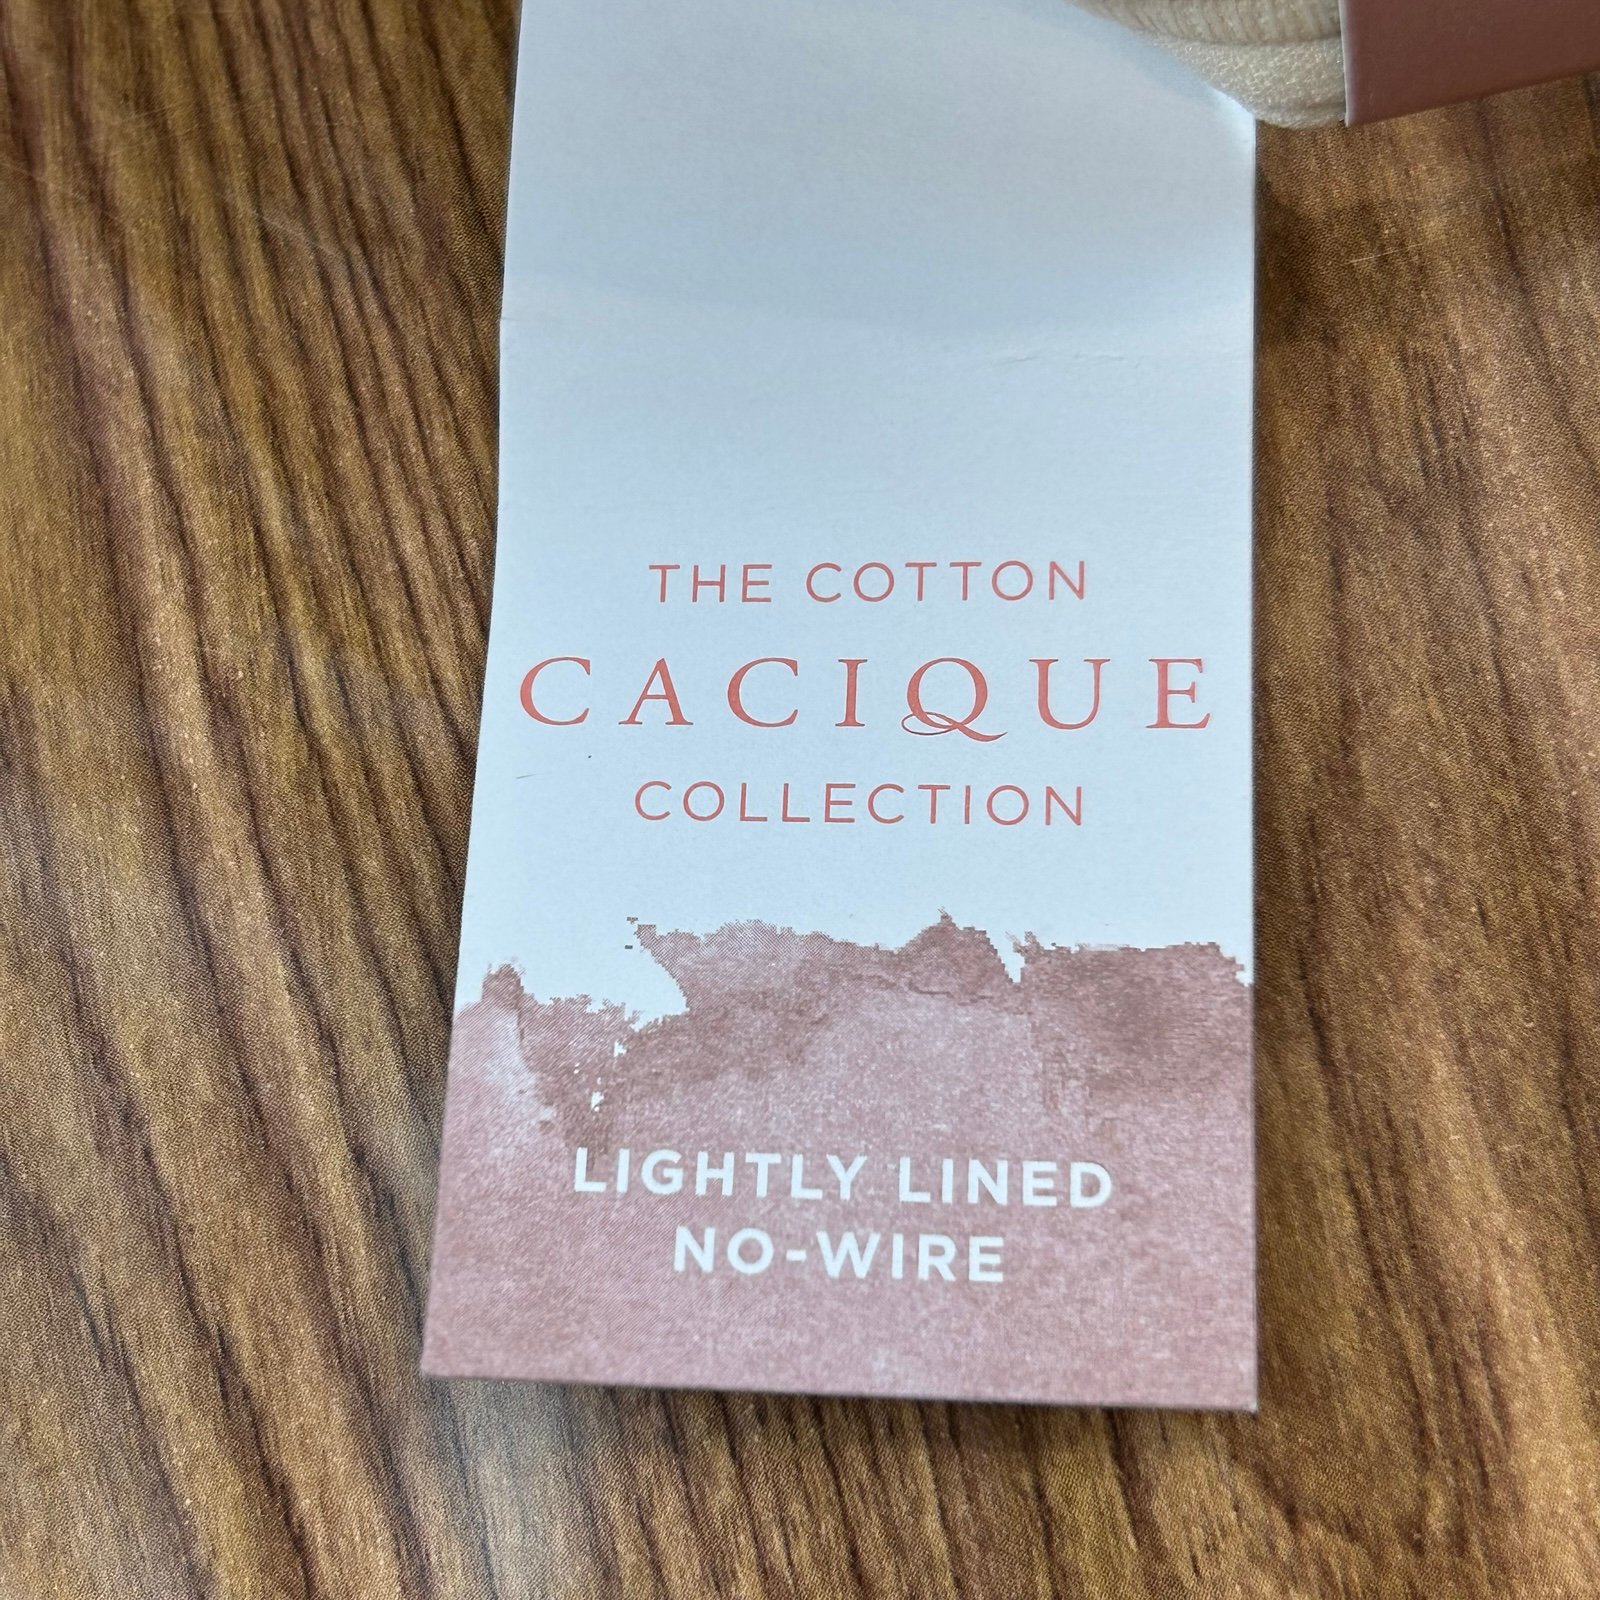 THE COTTON
CACIQUE
COLLECTION
LIGHTLY LINED
NO-WIRE